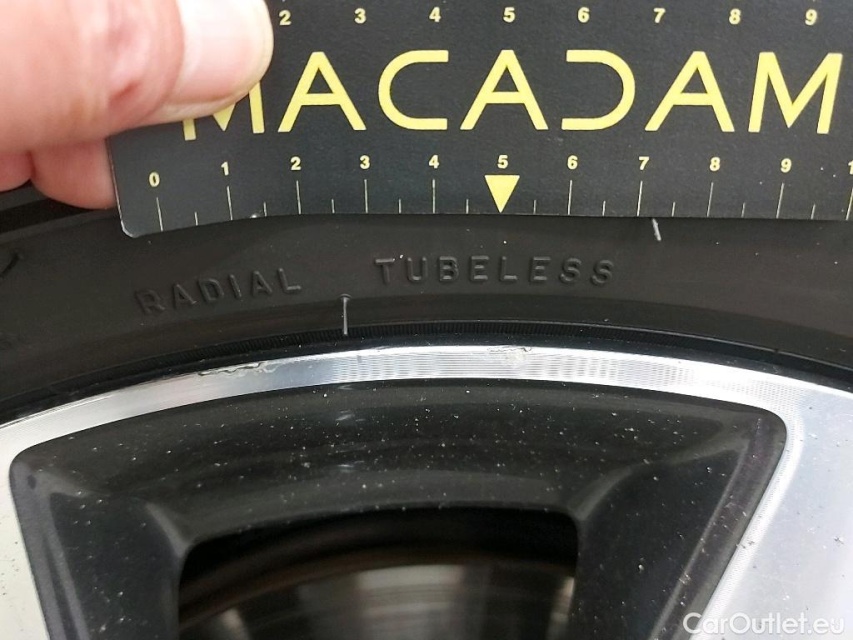 2 3 4 5 6 7 8 9
MACADAM
0 1 2 3 4 5 6 7 8 9
RADIAL TUBELESS
CarOutlet.eu